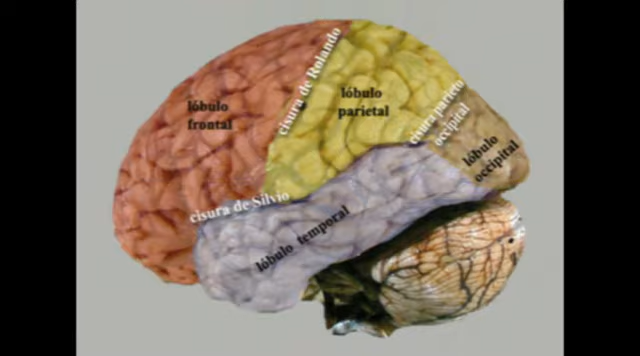 cisura de Rolando
lóbulo
frontal
lóbulo
parietal
cisura parieto
occipital
lóbulo
occipital
cisura de Silvio
lóbulo temporal